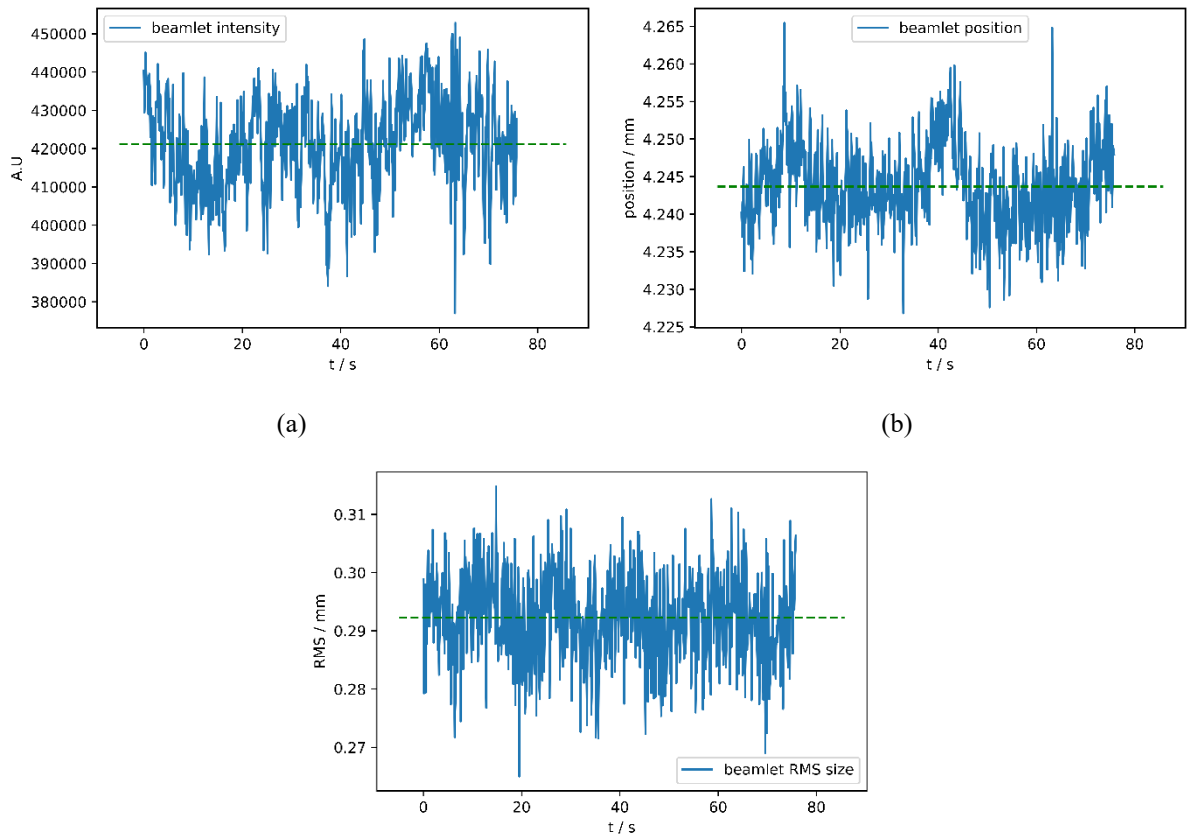 beamlet intensity
450000
440000
430000
420000
410000
400000
390000
380000
A.U
0 20 40 60 80
t / s
(a)
beamlet position
4.265
4.260
4.255
4.250
4.245
4.240
4.235
4.230
4.225
position / mm
0 20 40 60 80
t / s
(b)
0.31
0.30
0.29
0.28
0.27
RMS / mm
beamlet RMS size
0 20 40 60 80
t / s